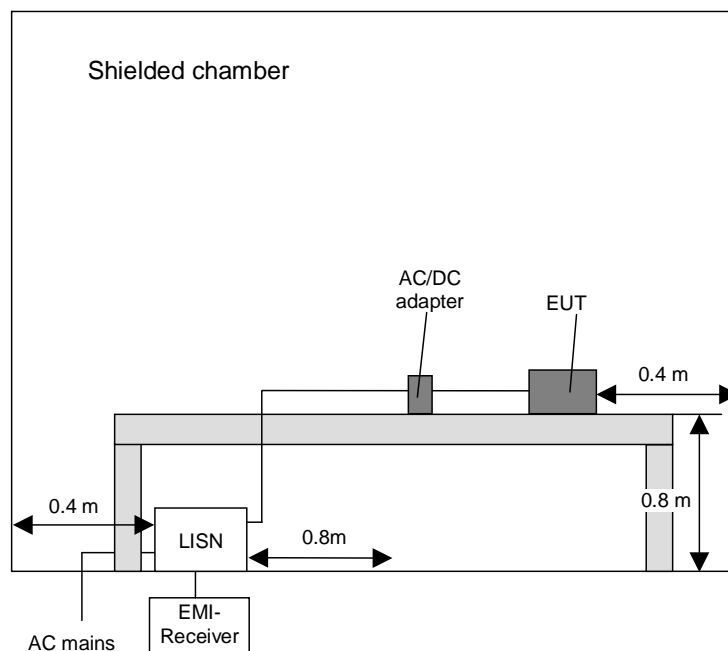 Shielded chamber
AC/DC
adapter
EUT
0.4 m
0.4 m
0.8 m
LISN
0.8m
EMI-
Receiver
AC mains